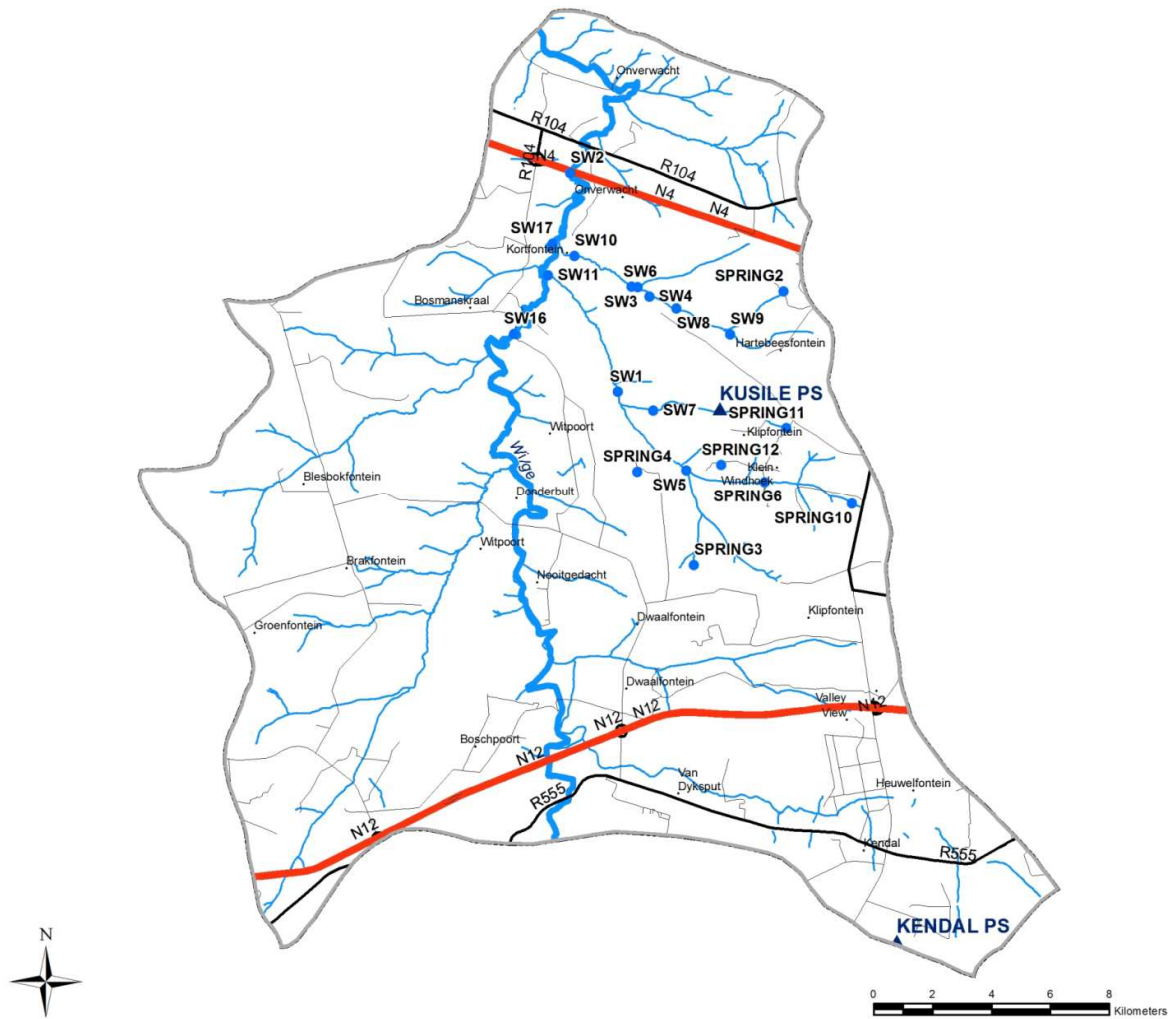 Onverwacht
R104
R104
N4
SW2
R104
Onverwacht
N4
N4
SW17
SW10
Kortfontein
SW11
SW6
SPRING2
Bosmanskraal
SW3
SW4
SW16
SW8
SW9
Hartebeesfontein
SW1
KUSILE PS
SW7
SPRING11
Klipfontein
Witpoort
Wilge
SPRING4
SPRING12
Klein
Blesbokfontein
SW5
Windhoek
Donderbult
SPRING6
SPRING10
Witpoort
SPRING3
Brakfontein
Nooitgedacht
Groenfontein
Dwaalfontein
Klipfontein
Dwaalfontein
Valley
View
N12
N12
N12
Boschpoort
N12
Van
Dyksput
Heuwelfontein
R555
N12
Kendal
R555
KENDAL PS
N
0 2 4 6 8
Kilometers